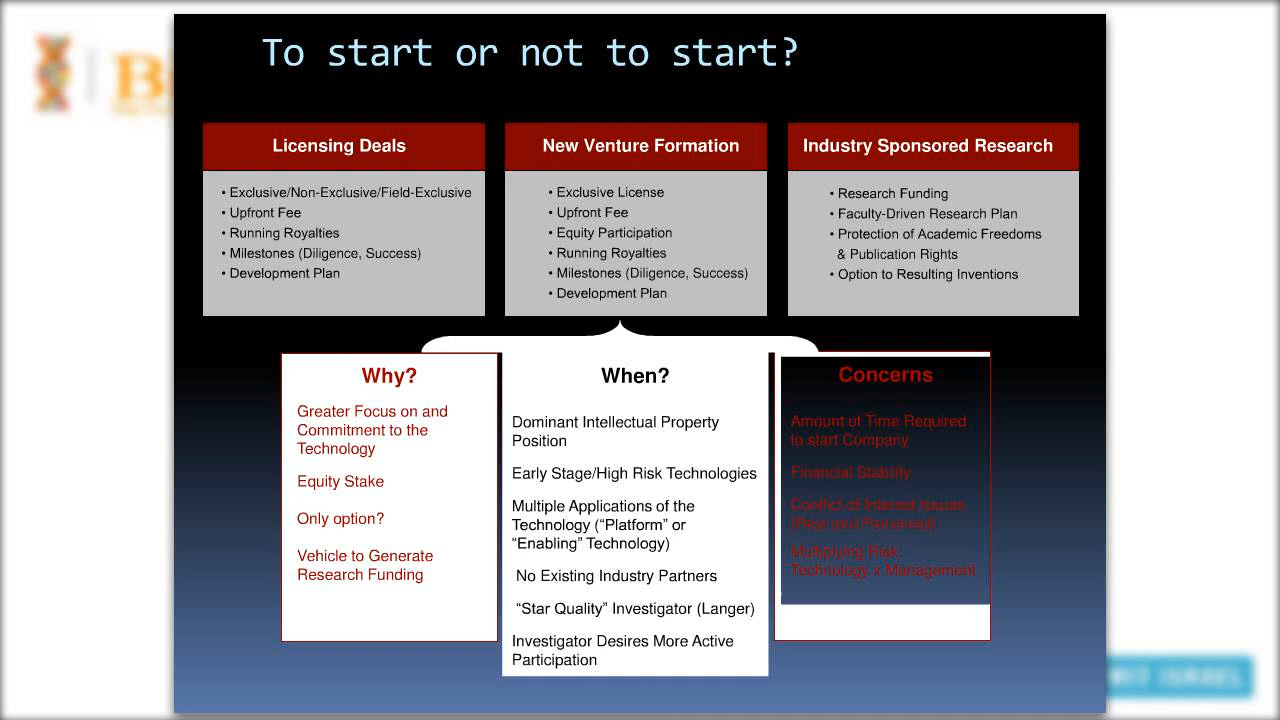 To start or not to start?
Licensing Deals
• Exclusive/Non-Exclusive/Field-Exclusive
• Upfront Fee
• Running Royalties
• Milestones (Diligence, Success)
• Development Plan
New Venture Formation
• Exclusive License
• Upfront Fee
• Equity Participation
• Running Royalties
• Milestones (Diligence, Success)
• Development Plan
Industry Sponsored Research
• Research Funding
• Faculty-Driven Research Plan
• Protection of Academic Freedoms
& Publication Rights
• Option to Resulting Inventions
Why?
Greater Focus on and
Commitment to the
Technology
Equity Stake
Only option?
Vehicle to Generate
Research Funding
When?
Dominant Intellectual Property
Position
Early Stage/High Risk Technologies
Multiple Applications of the
Technology (“Platform” or
“Enabling” Technology)
No Existing Industry Partners
“Star Quality” Investigator (Langer)
Investigator Desires More Active
Participation
Concerns
Amount of Time Required
to start Company
Financial Stability
Conflict of Interest Issues
(Real and Perceived)
Multiplying Risk:
Technology x Management
ISRAEL